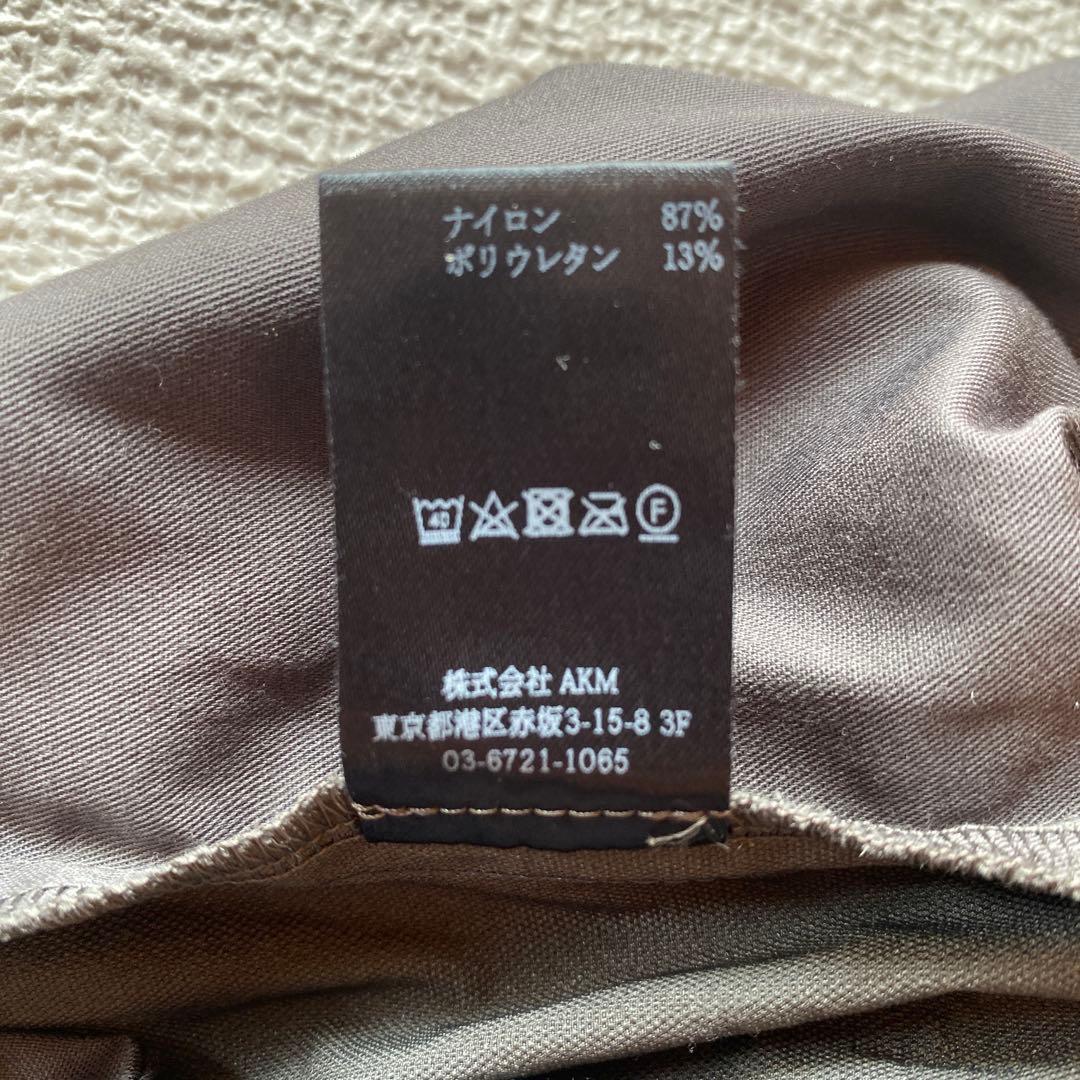 ナイロン 87%
ポリウレタン 13%
40 F
株式会社 AKM
東京都港区赤坂3-15-8 3F
03-6721-1065